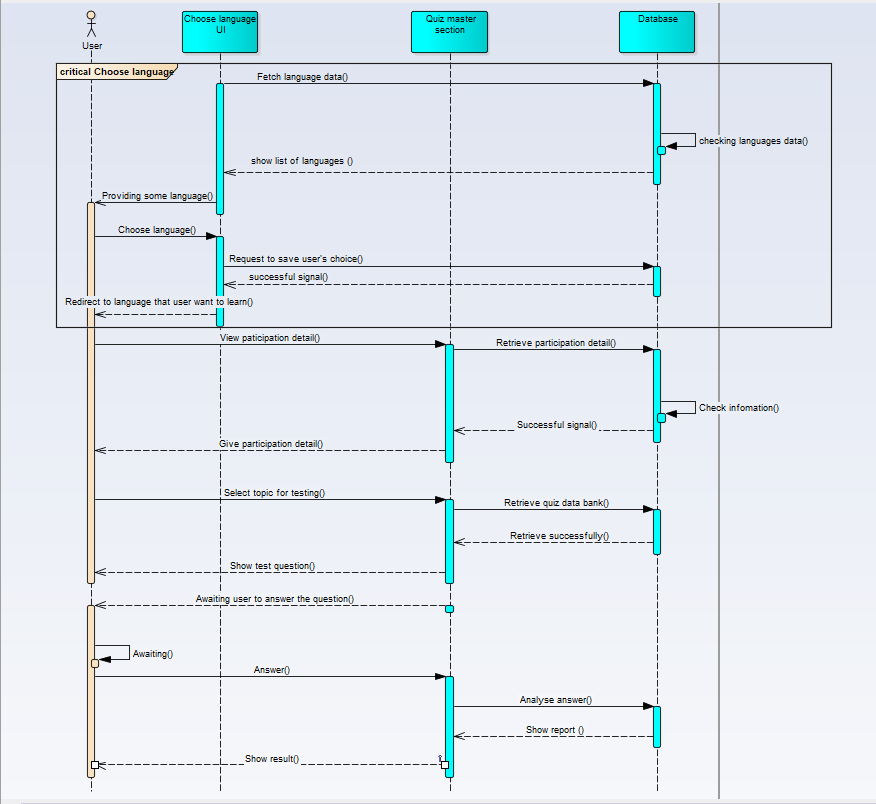 Choose language
UI
Quiz master
section
Database
User
critical Choose language
Fetch language data()
checking languages data()
show list of languages ()
Providing some language()
Choose language()
Request to save user's choice()
successful signal()
Redirect to language that user want to learn()
View paticipation detail()
Retrieve participation detail()
Check infomation()
Successful signal()
Give participation detail()
Select topic for testing()
Retrieve quiz data bank()
Retrieve successfully()
Show test question()
Awaiting user to answer the question()
Awaiting()
Answer()
Analyse answer()
Show report ()
Show result()